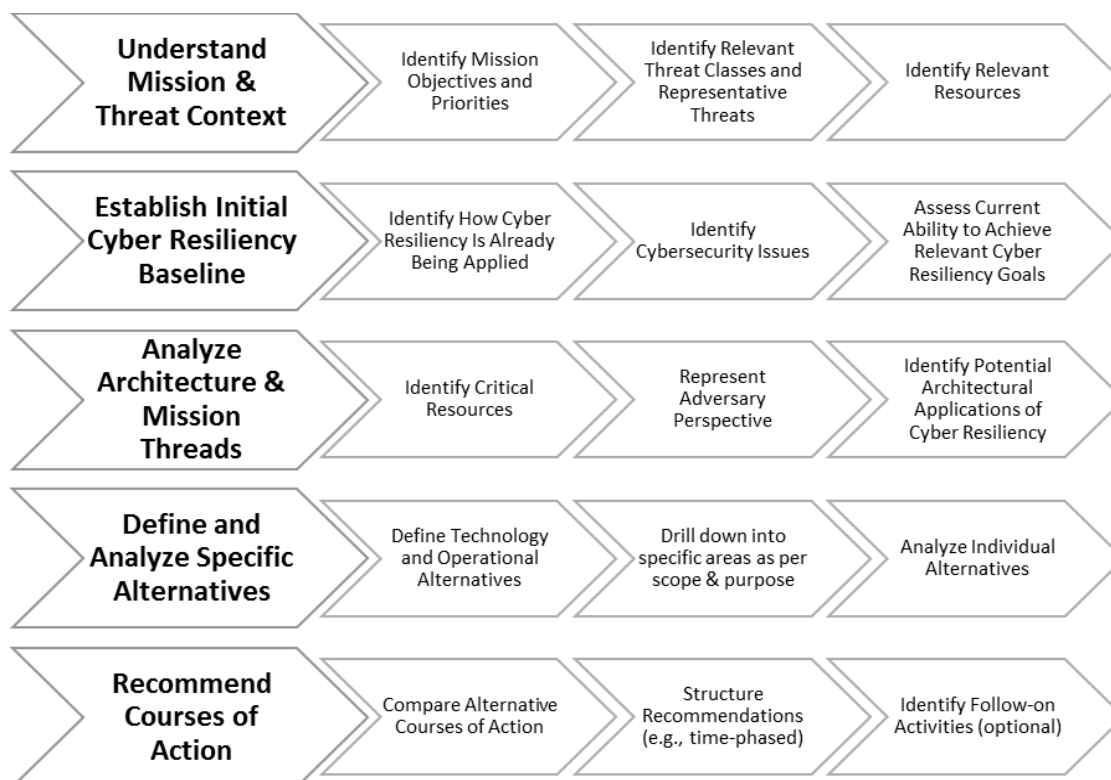 Understand
Mission &
Threat Context
Identify Mission
Objectives and
Priorities
Identify Relevant
Threat Classes and
Representative
Threats
Identify Relevant
Resources
Establish Initial
Cyber Resiliency
Baseline
Identify How Cyber
Resiliency Is Already
Being Applied
Identify
Cybersecurity Issues
Assess Current
Ability to Achieve
Relevant Cyber
Resiliency Goals
Analyze
Architecture &
Mission
Threads
Identify Critical
Resources
Represent
Adversary
Perspective
Identify Potential
Architectural
Applications of
Cyber Resiliency
Define and
Analyze Specific
Alternatives
Define Technology
and Operational
Alternatives
Drill down into
specific areas as per
scope & purpose
Analyze Individual
Alternatives
Recommend
Courses of
Action
Compare Alternative
Courses of Action
Structure
Recommendations
(e.g., time-phased)
Identify Follow-on
Activities (optional)